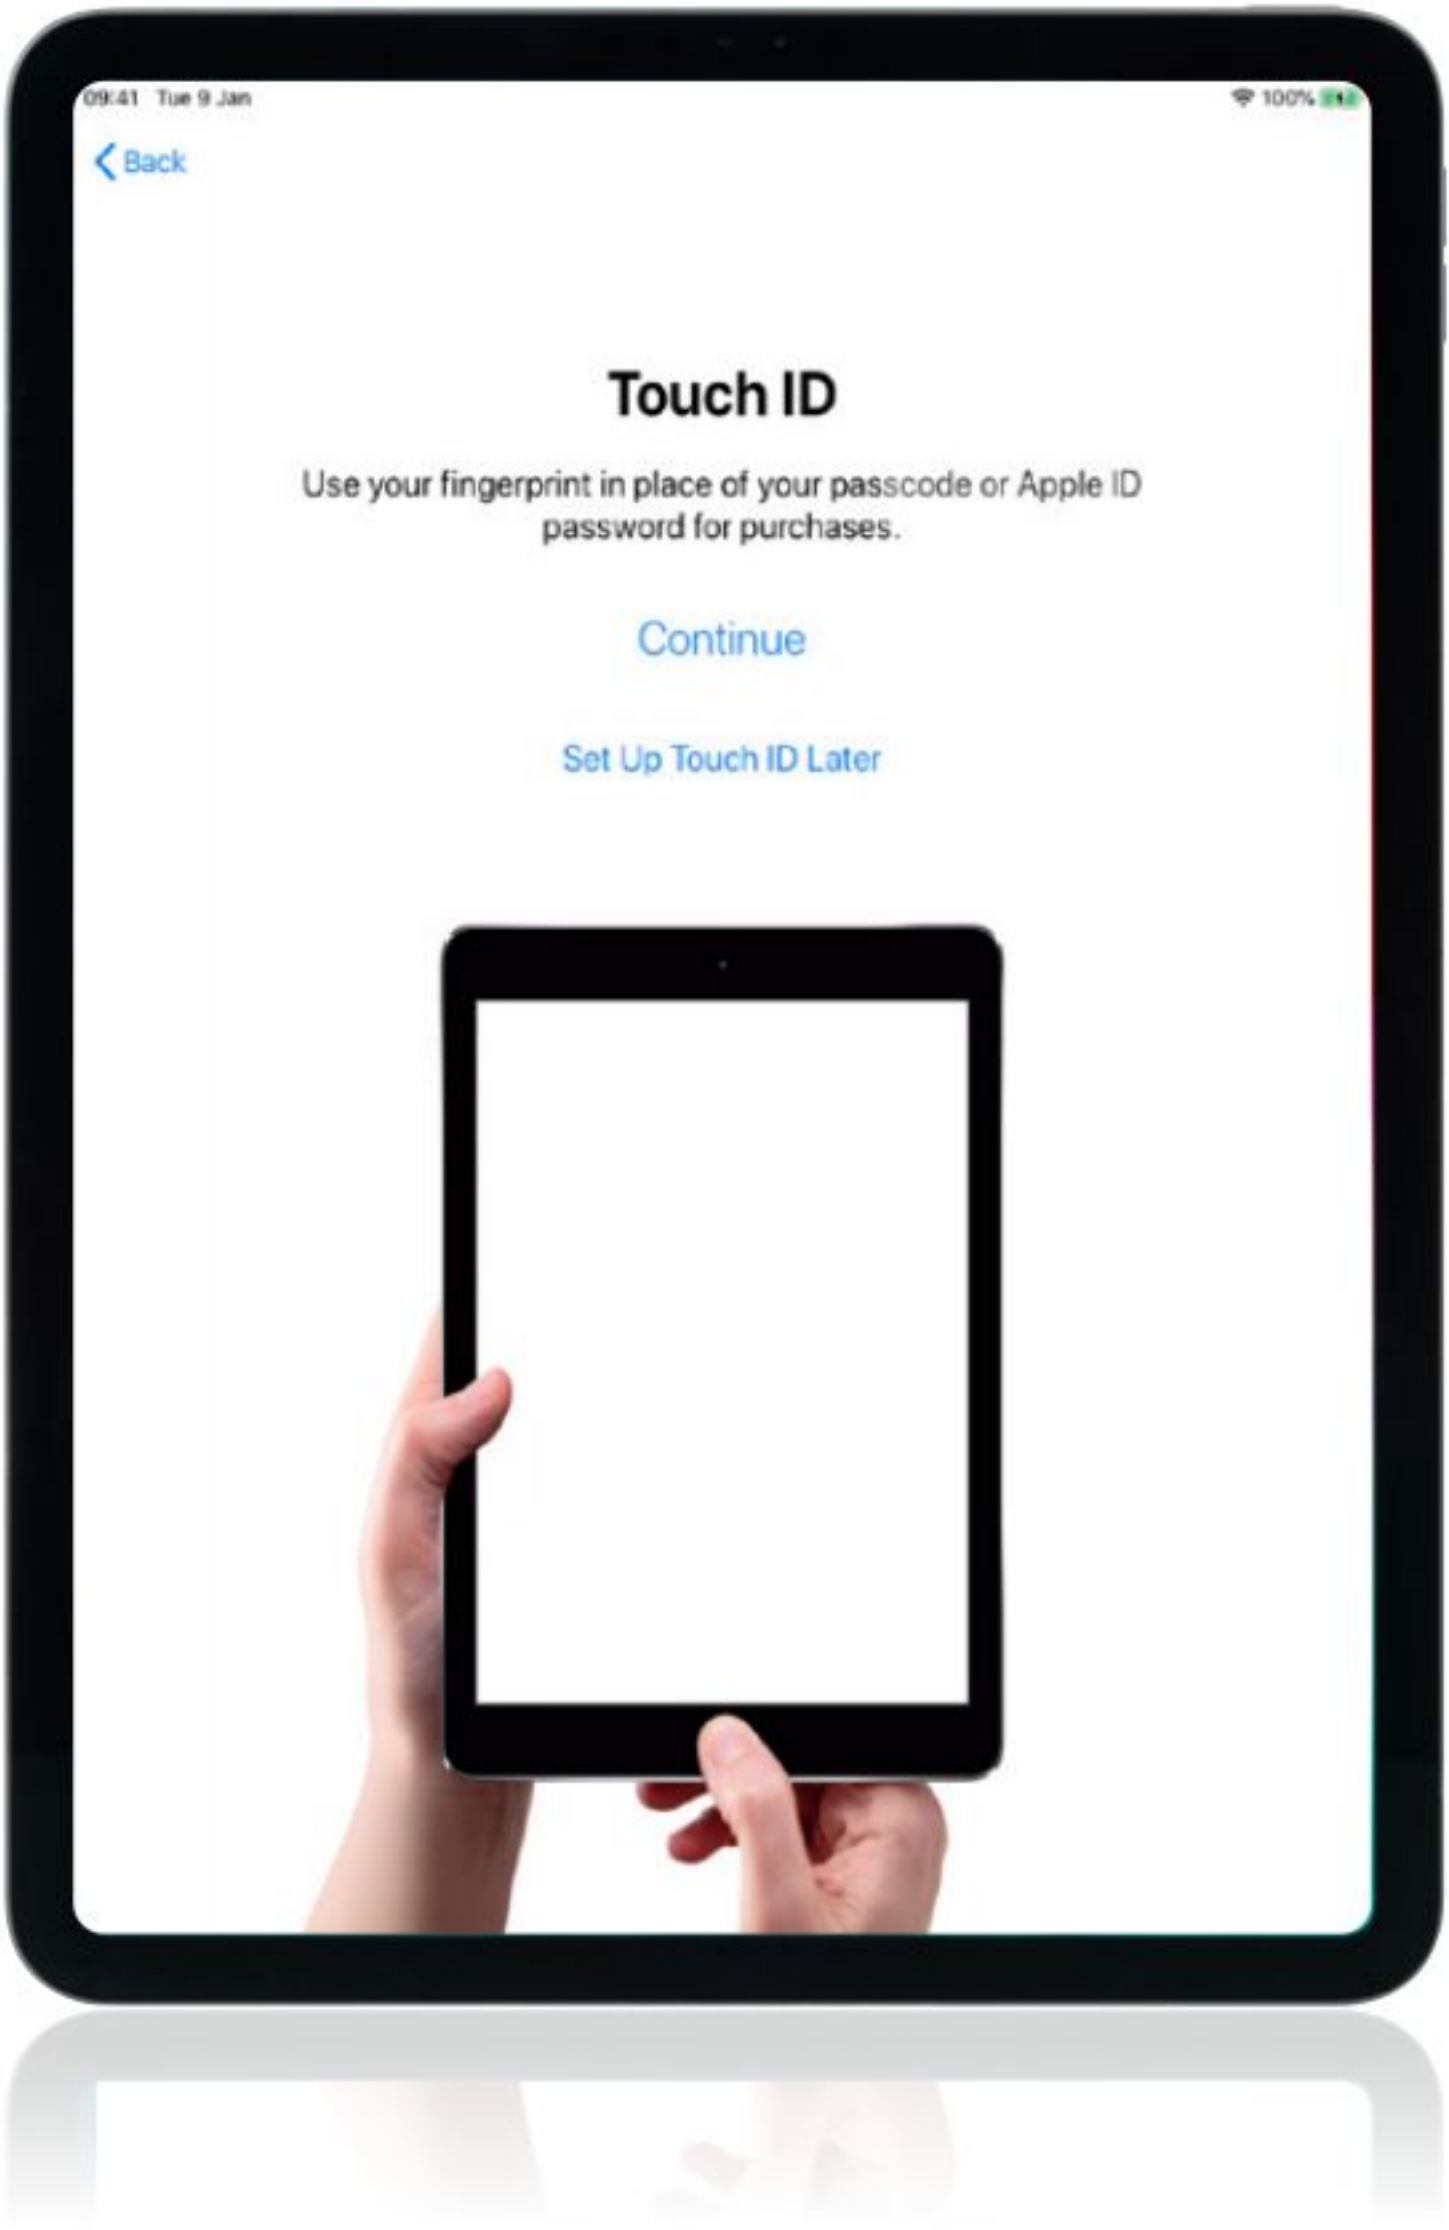 09:41 Tue 9 Jan
100%
Back
Touch ID
Use your fingerprint in place of your passcode or Apple ID
password for purchases.
Continue
Set Up Touch ID Later